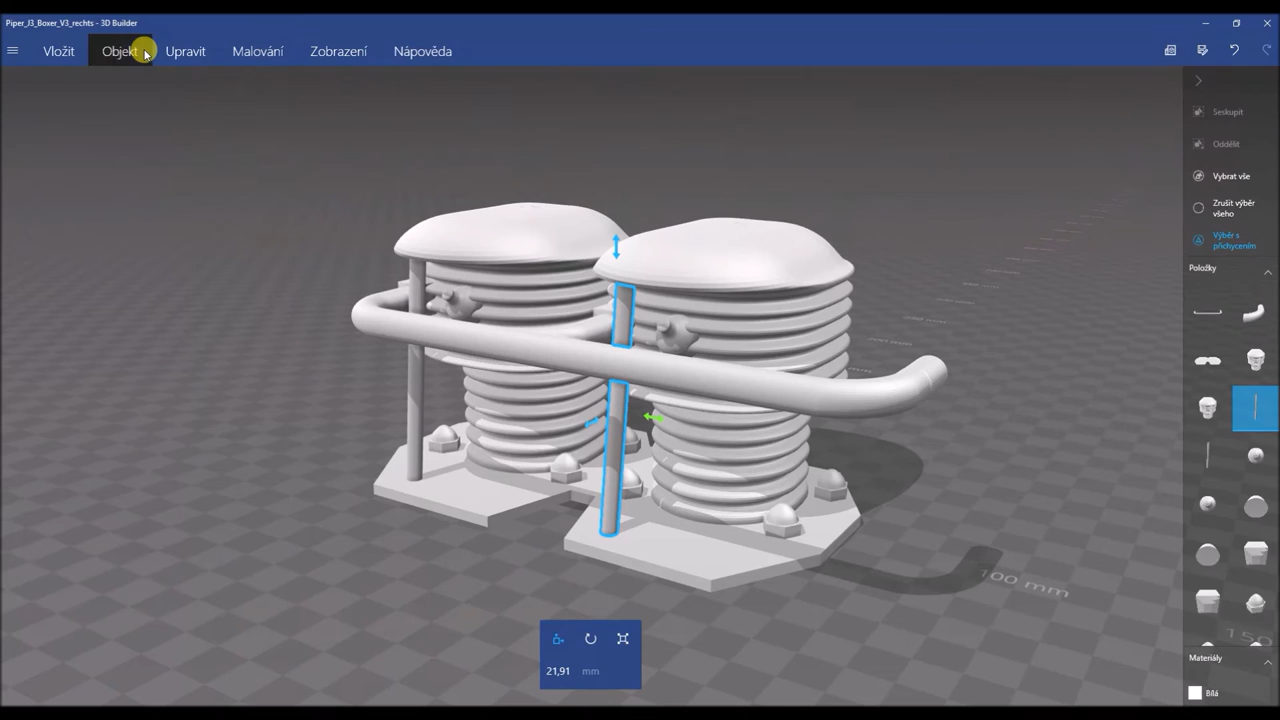 Piper_J3_Boxer_V3_rechts - 3D Builder
Vložit Objekt Upravit Malování Zobrazení Nápověda
Seskupit
Oddělit
Vybrat vše
Zrušit výběr
všeho
Výběr s
přichycením
Položky
100 mm
150
21,91 mm
Materiály
Bílá